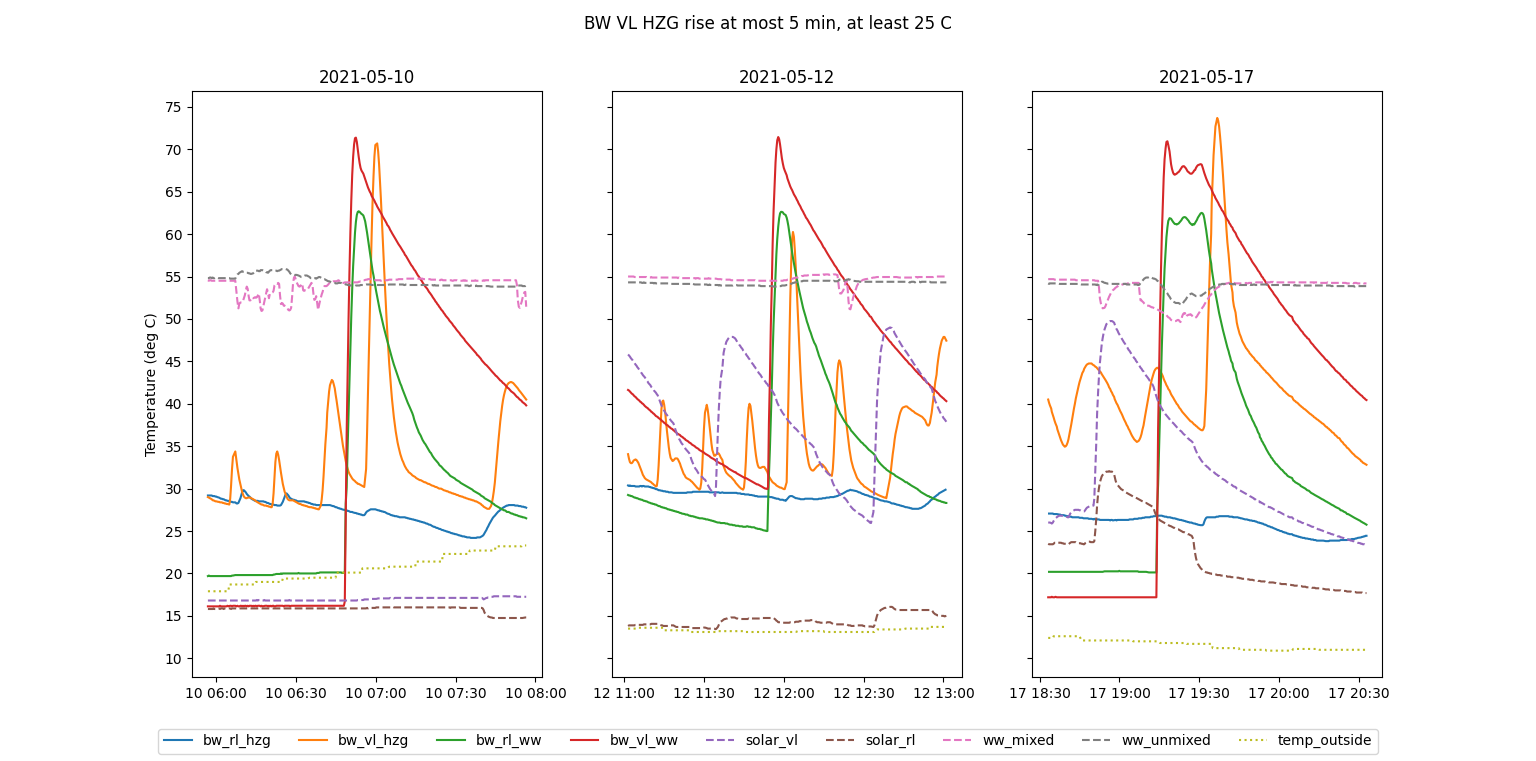 BW VL HZG rise at most 5 min, at least 25 C
2021-05-10 2021-05-12 2021-05-17
Temperature (deg C)
75
70
65
60
55
50
45
40
35
30
25
20
15
10
10 06:00 10 06:30 10 07:00 10 07:30 10 08:00 12 11:00 12 11:30 12 12:00 12 12:30 12 13:00 17 18:30 17 19:00 17 19:30 17 20:00 17 20:30
bw_rl_hzg bw_vl_hzg bw_rl_ww bw_vl_ww solar_vl solar_rl ww_mixed ww_unmixed temp_outside